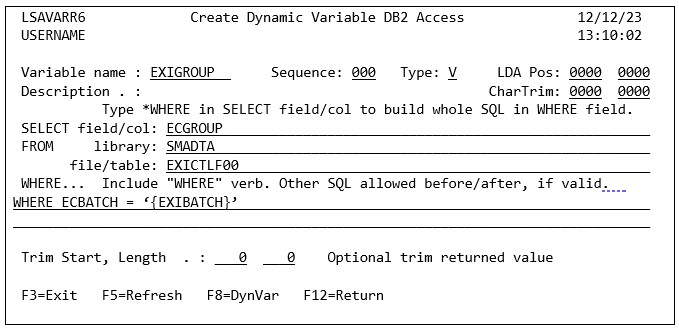 LSAVARR6 Create Dynamic Variable DB2 Access 12/12/23
USERNAME 13:10:02
Variable name : EXIGROUP Sequence: 000 Type: V LDA Pos: 0000 0000
Description . : CharTrim: 0000 0000
Type *WHERE in SELECT field/col to build whole SQL in WHERE field.
SELECT field/col: ECGROUP
FROM library: SMADTA
file/table: EXICTLF00
WHERE... Include "WHERE" verb. Other SQL allowed before/after, if valid.
WHERE ECBATCH = ‘{EXIBATCH}’
Trim Start, Length . : 0 0 Optional trim returned value
F3=Exit F5=Refresh F8=DynVar F12=Return